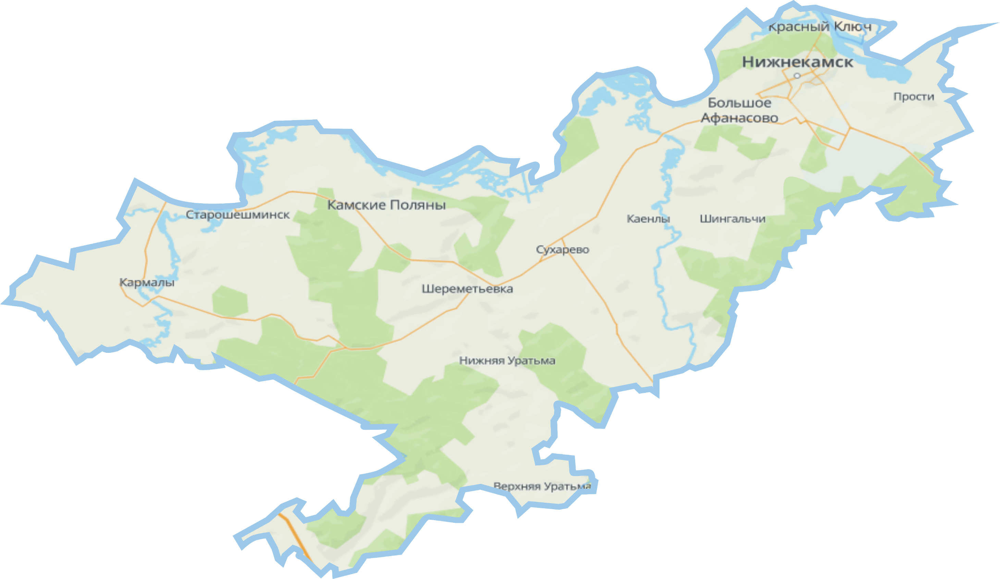 Красный Ключ
Нижнекамск
Прости
Большое
Афанасово
Камские Поляны
Старошешминск
Каенлы
Шингальчи
Сухарево
Кармалы
Шереметьевка
Нижняя Уратьма
Верхняя Уратьма